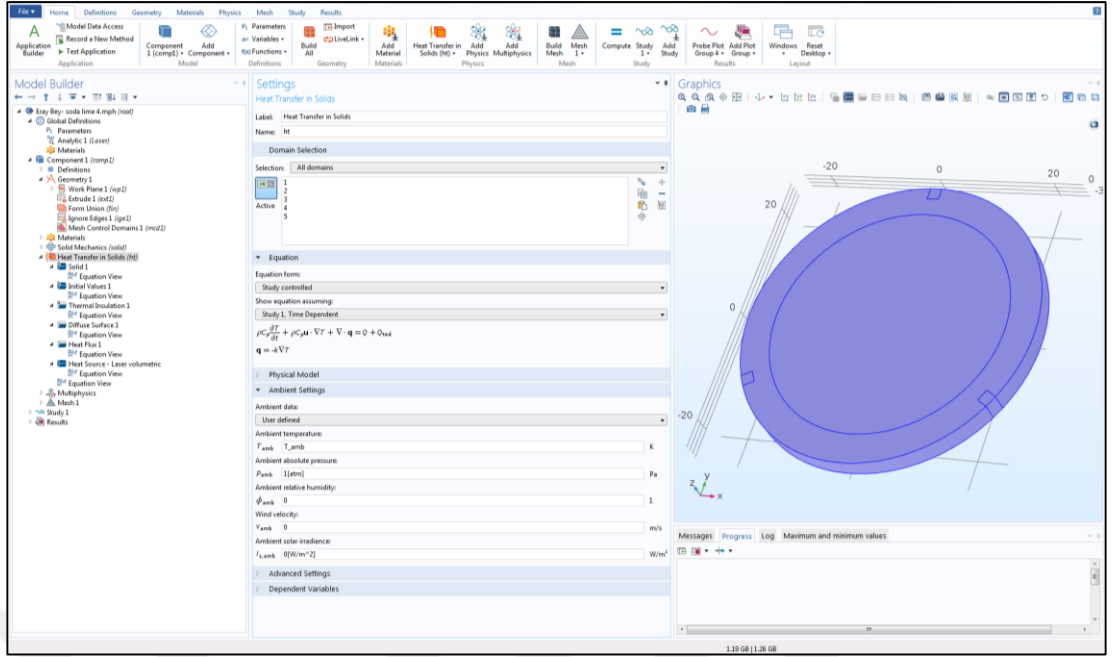 File ▾ Home Definitions Geometry Materials Physics Mesh Study Results
Application Builder
Model Data Access
Record a New Method
Test Application
Application
Component 1 (comp1) ▾
Add Component ▾
Model
Pi Parameters
a= Variables ▾
f(x) Functions ▾
Definitions
Build All
Import
LiveLink ▾
Geometry
Add Material
Materials
Heat Transfer in Solids (ht) ▾
Add Physics
Add Multiphysics
Physics
Build Mesh
Mesh 1 ▾
Mesh
Compute
Study 1 ▾
Add Study
Study
Probe Plot Group 4 ▾
Add Plot Group ▾
Results
Windows ▾
Reset Desktop ▾
Layout
Model Builder
Eray Bey- soda lime 4.mph (root)
Global Definitions
Pi Parameters
Analytic 1 (Laser)
Materials
Component 1 (comp1)
Definitions
Geometry 1
Work Plane 1 (wp1)
Extrude 1 (ext1)
Form Union (fin)
Ignore Edges 1 (ige1)
Mesh Control Domains 1 (mcd1)
Materials
Solid Mechanics (solid)
Heat Transfer in Solids (ht)
Solid 1
Equation View
Initial Values 1
Equation View
Thermal Insulation 1
Equation View
Diffuse Surface 1
Equation View
Heat Flux 1
Equation View
Heat Source - Laser volumetric
Equation View
Equation View
Multiphysics
Mesh 1
Study 1
Results
Settings
Heat Transfer in Solids
Label: Heat Transfer in Solids
Name: ht
Domain Selection
Selection: All domains
Active
1
2
3
4
5
Equation
Equation form:
Study controlled
Show equation assuming:
Study 1, Time Dependent
ρCₚ ∂T/∂t + ρCₚu · ∇T + ∇ · q = Q + Qted
q = -k∇T
Physical Model
Ambient Settings
Ambient data:
User defined
Ambient temperature:
Tamb T_amb K
Ambient absolute pressure:
pamb 1[atm] Pa
Ambient relative humidity:
ϕamb 0 1
Wind velocity:
vamb 0 m/s
Ambient solar irradiance:
Is,amb 0[W/m^2] W/m²
Advanced Settings
Dependent Variables
Graphics
-20 0 20 0
20
0
-20
y
z x
Messages Progress Log Maximum and minimum values
1.19 GB | 1.26 GB